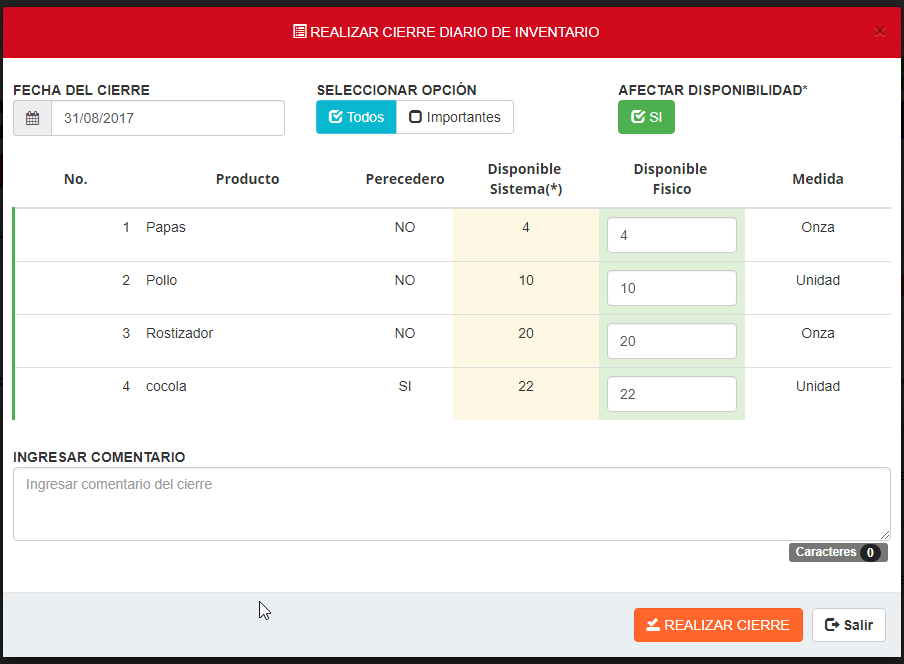 REALIZAR CIERRE DIARIO DE INVENTARIO
×
FECHA DEL CIERRE
SELECCIONAR OPCIÓN
AFECTAR DISPONIBILIDAD*
31/08/2017
Todos
Importantes
SI
No. Producto Perecedero Disponible Sistema(*) Disponible Fisico Medida
1 Papas NO 4 4 Onza
2 Pollo NO 10 10 Unidad
3 Rostizador NO 20 20 Onza
4 cocola SI 22 22 Unidad
INGRESAR COMENTARIO
Ingresar comentario del cierre
Caracteres 0
REALIZAR CIERRE
Salir